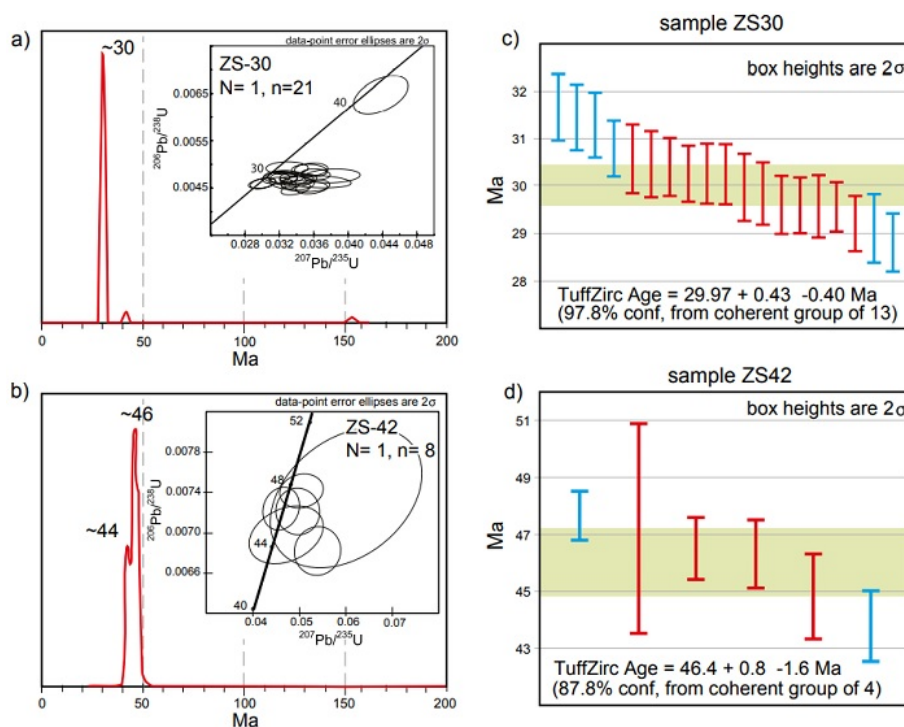 a)
~30
data-point error ellipses are 2σ
ZS-30
N= 1, n=21
40
30
0.0065
0.0055
0.0045
206Pb/238U
0.028 0.032 0.036 0.040 0.044 0.048
207Pb/235U
0 50 100 150 200
Ma
b)
~46
~44
data-point error ellipses are 2σ
52
ZS-42
N= 1, n= 8
48
44
40
0.0078
0.0074
0.0070
0.0066
206Pb/238U
0.04 0.05 0.06 0.07
207Pb/235U
0 50 100 150 200
Ma
sample ZS30
c)
box heights are 2σ
32
31
30
29
28
Ma
TuffZirc Age = 29.97 + 0.43 -0.40 Ma
(97.8% conf, from coherent group of 13)
sample ZS42
d)
box heights are 2σ
51
49
47
45
43
Ma
TuffZirc Age = 46.4 + 0.8 -1.6 Ma
(87.8% conf, from coherent group of 4)